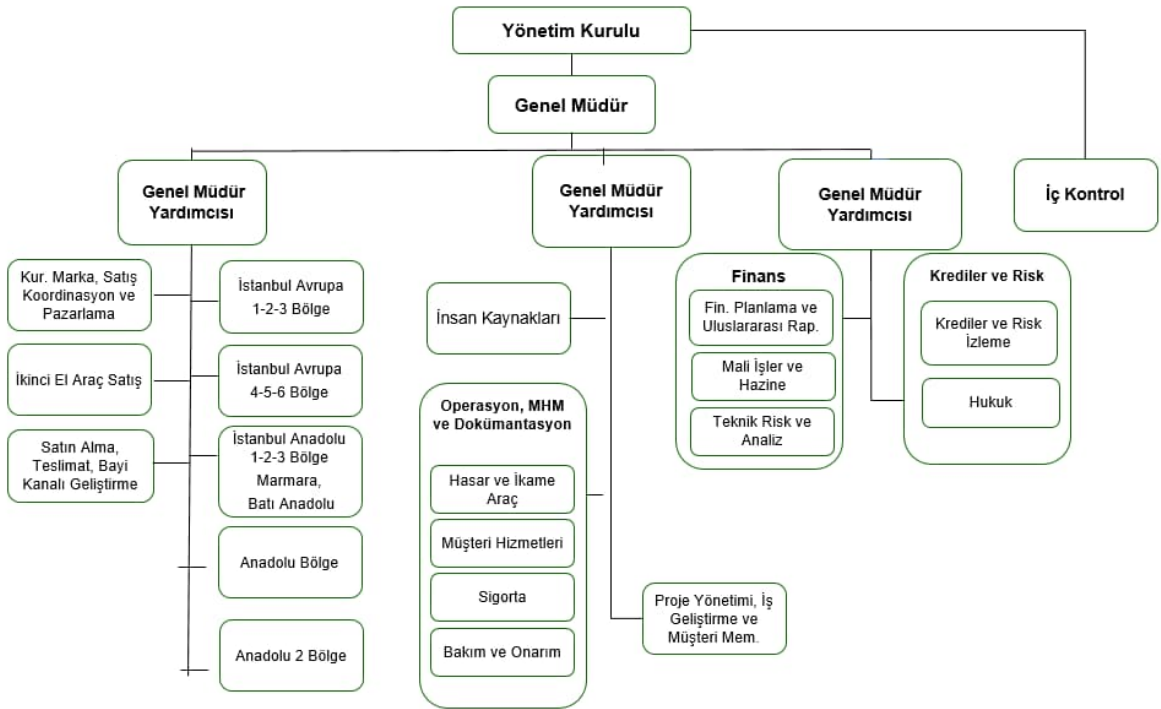 Yönetim Kurulu
Genel Müdür
Genel Müdür
Yardımcısı
Genel Müdür
Yardımcısı
Genel Müdür
Yardımcısı
İç Kontrol
Kur. Marka, Satış
Koordinasyon ve
Pazarlama
İstanbul Avrupa
1-2-3 Bölge
İkinci El Araç Satış
İstanbul Avrupa
4-5-6 Bölge
Satın Alma,
Teslimat, Bayi
Kanalı Geliştirme
İstanbul Anadolu
1-2-3 Bölge
Marmara,
Batı Anadolu
Anadolu Bölge
Anadolu 2 Bölge
İnsan Kaynakları
Operasyon, MHM
ve Dokümantasyon
Hasar ve İkame
Araç
Müşteri Hizmetleri
Sigorta
Bakım ve Onarım
Proje Yönetimi, İş
Geliştirme ve
Müşteri Mem.
Finans
Fin. Planlama ve
Uluslararası Rap.
Mali İşler ve
Hazine
Teknik Risk ve
Analiz
Krediler ve Risk
Krediler ve Risk
İzleme
Hukuk